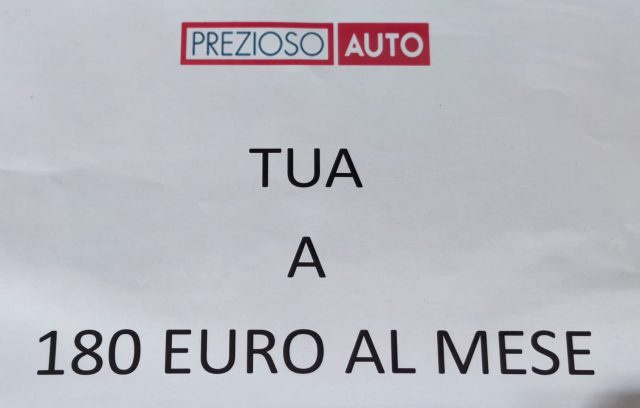 PREZIOSO AUTO
TUA
A
180 EURO AL MESE